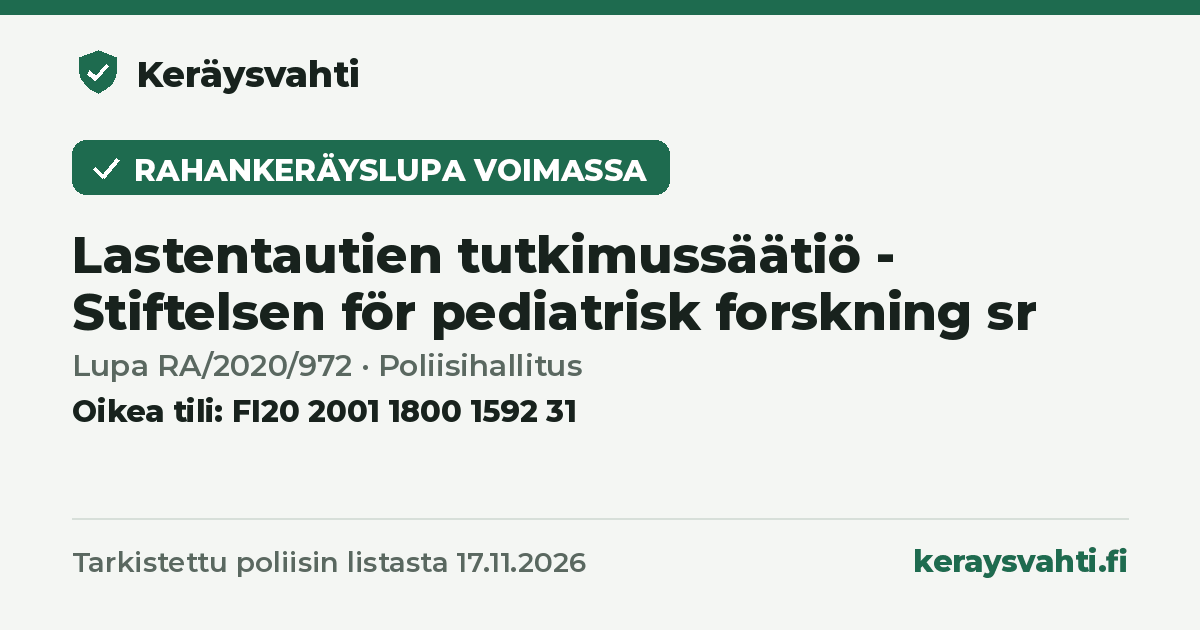 Keräysvahti
RAHANKERÄYSLUPA VOIMASSA
Lastentautien tutkimussäätiö -
Stiftelsen för pediatrisk forskning sr
Lupa RA/2020/972 · Poliisihallitus
Oikea tili: FI20 2001 1800 1592 31
Tarkistettu poliisin listasta 17.11.2026
keraysvahti.fi